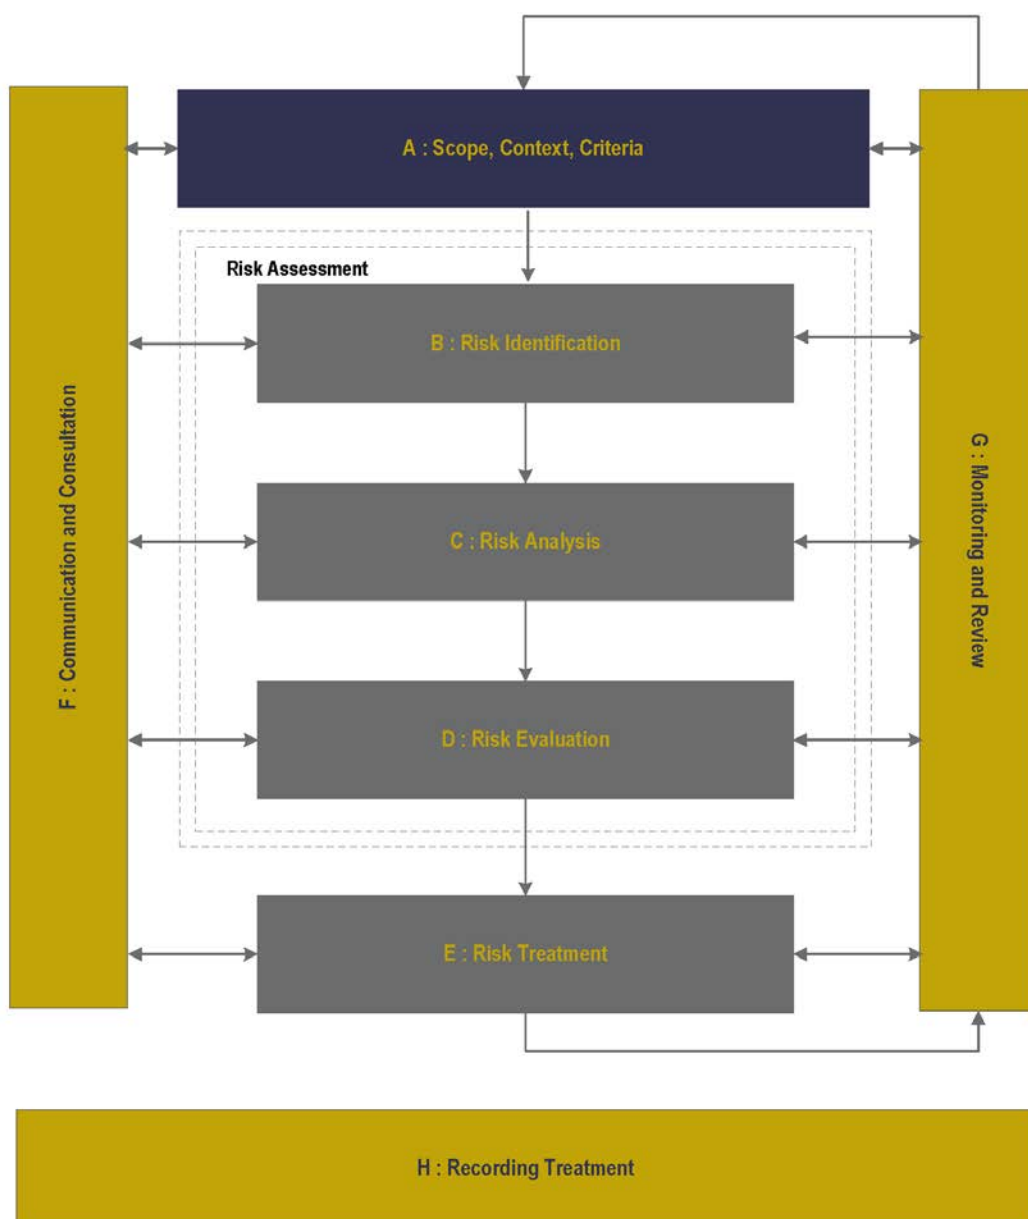 A : Scope, Context, Criteria
Risk Assessment
B : Risk Identification
C : Risk Analysis
D : Risk Evaluation
E : Risk Treatment
F : Communication and Consultation
G : Monitoring and Review
H : Recording Treatment